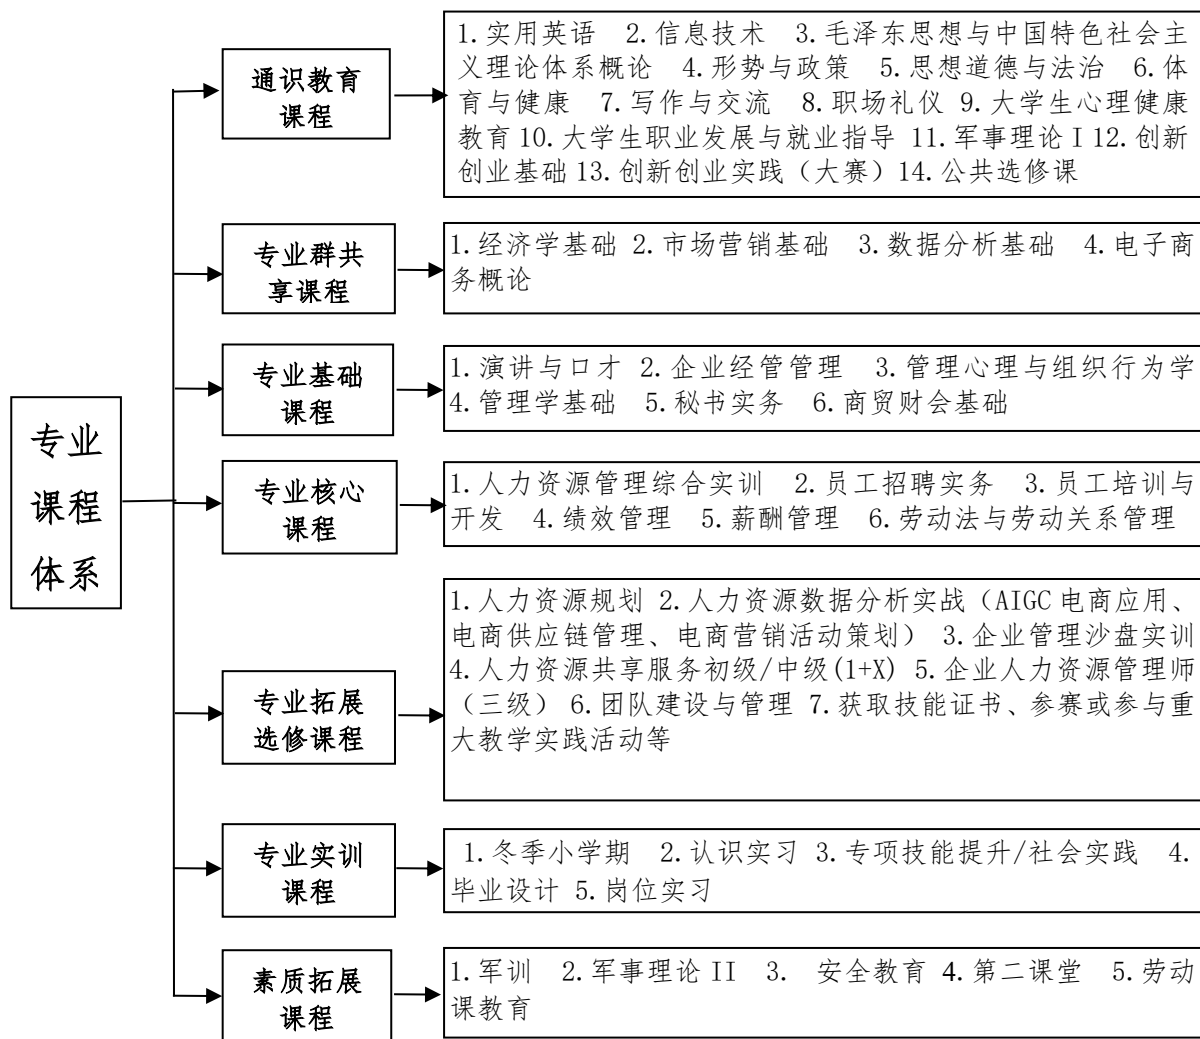 专业
课程
体系
通识教育
课程
1.实用英语 2.信息技术 3.毛泽东思想与中国特色社会主
义理论体系概论 4.形势与政策 5.思想道德与法治 6.体
育与健康 7.写作与交流 8.职场礼仪 9.大学生心理健康
教育 10.大学生职业发展与就业指导 11.军事理论 I 12.创新
创业基础 13.创新创业实践（大赛）14.公共选修课
专业群共
享课程
1.经济学基础 2.市场营销基础 3.数据分析基础 4.电子商
务概论
专业基础
课程
1.演讲与口才 2.企业经管管理 3.管理心理与组织行为学
4.管理学基础 5.秘书实务 6.商贸财会基础
专业核心
课程
1.人力资源管理综合实训 2.员工招聘实务 3.员工培训与
开发 4.绩效管理 5.薪酬管理 6.劳动法与劳动关系管理
专业拓展
选修课程
1.人力资源规划 2.人力资源数据分析实战（AIGC 电商应用、
电商供应链管理、电商营销活动策划） 3.企业管理沙盘实训
4.人力资源共享服务初级/中级(1+X) 5.企业人力资源管理师
（三级） 6.团队建设与管理 7.获取技能证书、参赛或参与重
大教学实践活动等
专业实训
课程
1.冬季小学期 2.认识实习 3.专项技能提升/社会实践 4.
毕业设计 5.岗位实习
素质拓展
课程
1.军训 2.军事理论 II 3. 安全教育 4.第二课堂 5.劳动
课教育